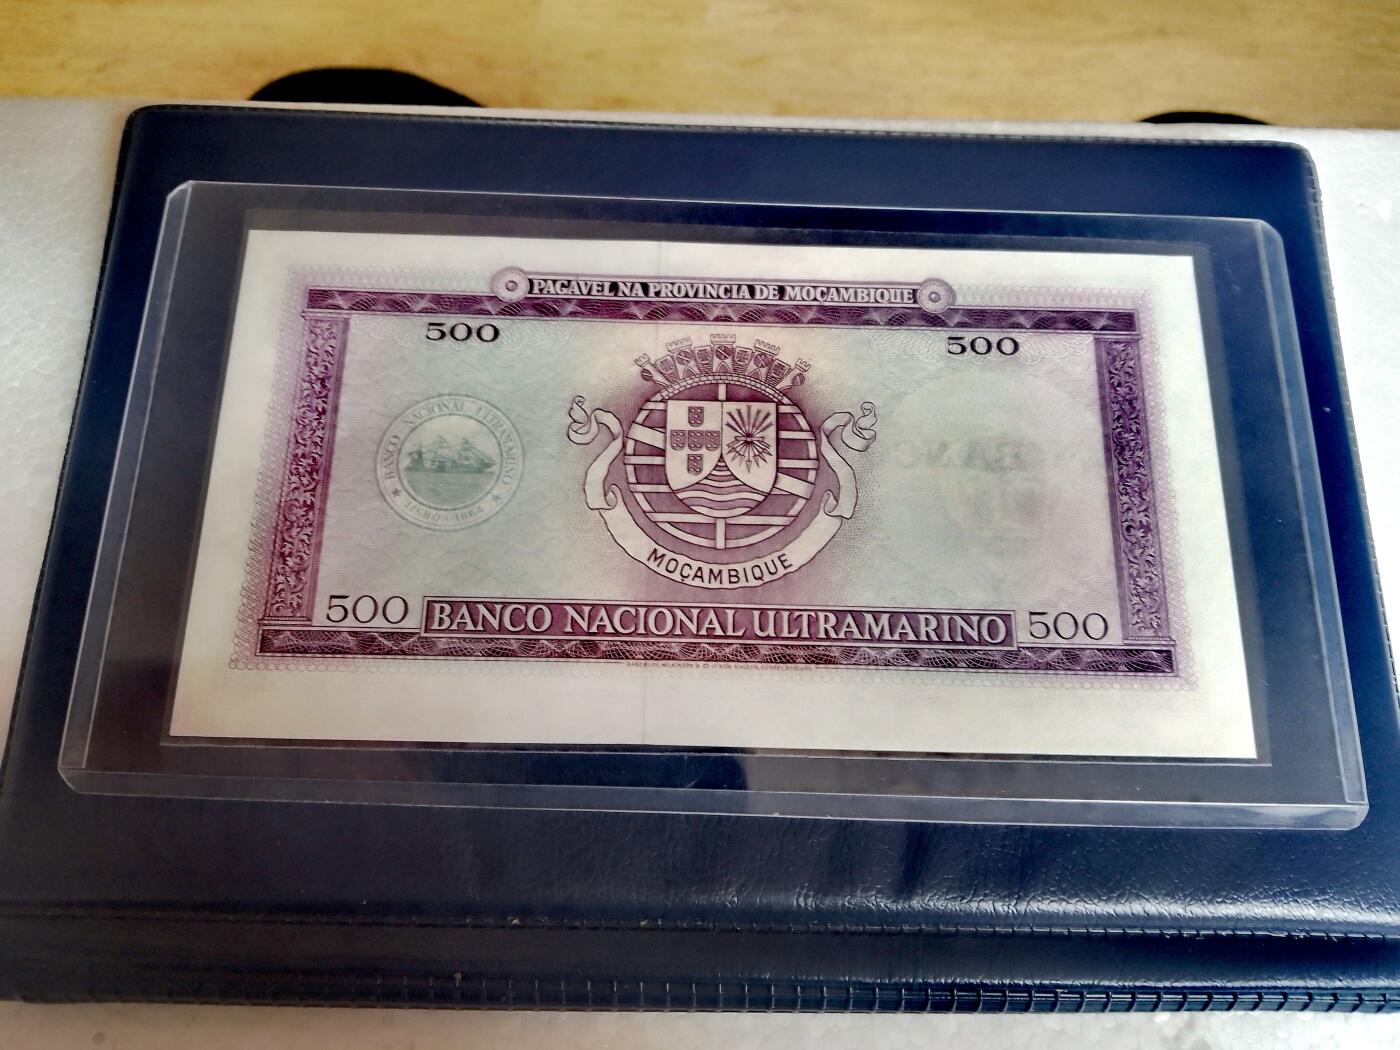 PAGAVEL NA PROVINCIA DE MOÇAMBIQUE
500 500
BANCO NACIONAL ULTRAMARINO
LISBOA-1864
MOÇAMBIQUE
500 BANCO NACIONAL ULTRAMARINO 500